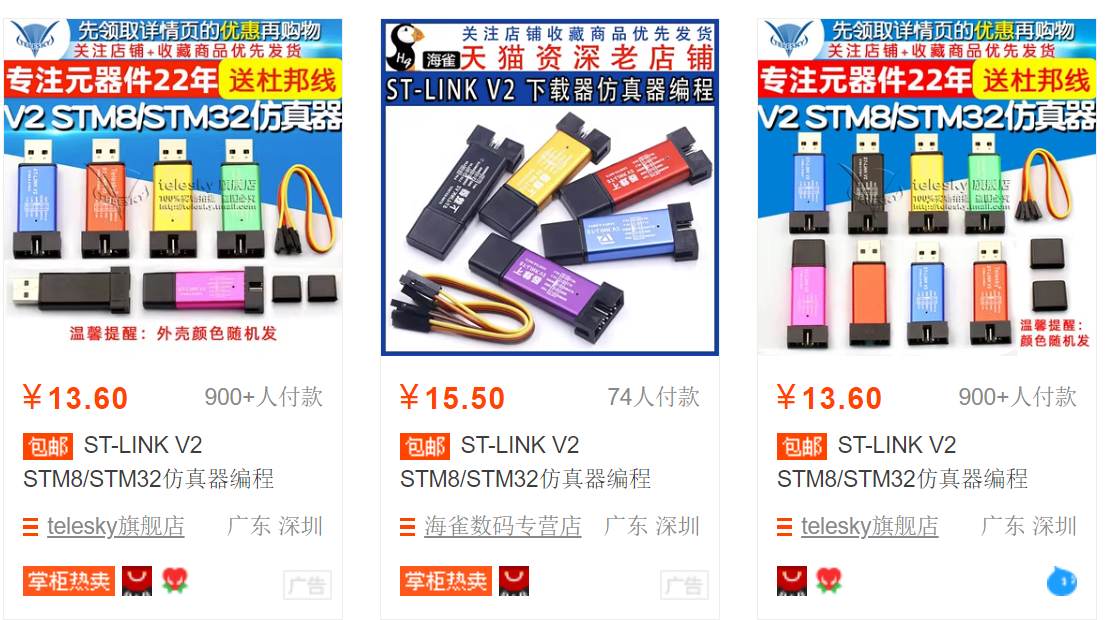 先领取详情页的优惠再购物
关注店铺+收藏商品优先发货
专注元器件22年 送杜邦线
V2 STM8/STM32仿真器
telesky旗舰店
http://telesky.tmall.com
温馨提醒：外壳颜色随机发
¥13.60 900+人付款
包邮 ST-LINK V2
STM8/STM32仿真器编程
telesky旗舰店 广东 深圳
掌柜热卖 广告
关注店铺收藏商品优先发货
Hq 海雀 天猫资深老店铺
ST-LINK V2 下载器仿真器编程
¥15.50 74人付款
包邮 ST-LINK V2
STM8/STM32仿真器编程
海雀数码专营店 广东 深圳
掌柜热卖 广告
先领取详情页的优惠再购物
关注店铺+收藏商品优先发货
专注元器件22年 送杜邦线
V2 STM8/STM32仿真器
telesky旗舰店
http://telesky.tmall.com
温馨提醒：
颜色随机发
¥13.60 900+人付款
包邮 ST-LINK V2
STM8/STM32仿真器编程
telesky旗舰店 广东 深圳